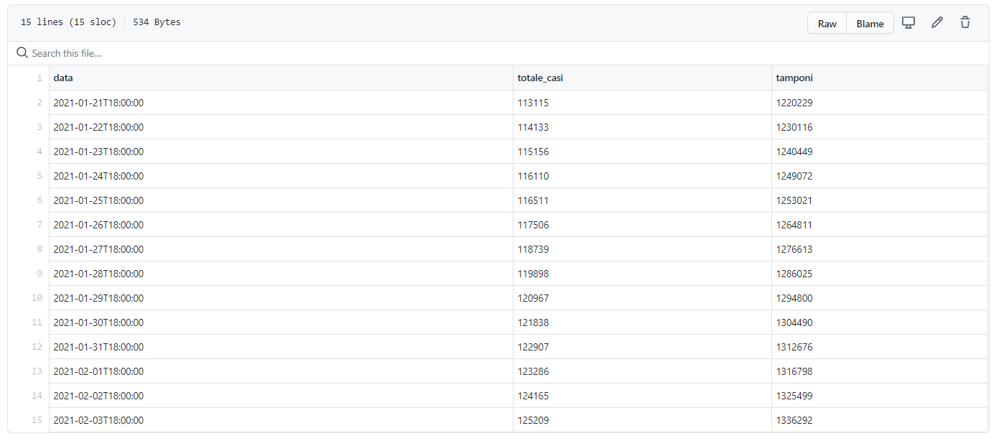 15 lines (15 sloc) 534 Bytes Raw Blame
Search this file...
1 data totale_casi tamponi
2 2021-01-21T18:00:00 113115 1220229
3 2021-01-22T18:00:00 114133 1230116
4 2021-01-23T18:00:00 115156 1240449
5 2021-01-24T18:00:00 116110 1249072
6 2021-01-25T18:00:00 116511 1253021
7 2021-01-26T18:00:00 117506 1264811
8 2021-01-27T18:00:00 118739 1276613
9 2021-01-28T18:00:00 119898 1286025
10 2021-01-29T18:00:00 120967 1294800
11 2021-01-30T18:00:00 121838 1304490
12 2021-01-31T18:00:00 122907 1312676
13 2021-02-01T18:00:00 123286 1316798
14 2021-02-02T18:00:00 124165 1325499
15 2021-02-03T18:00:00 125209 1336292